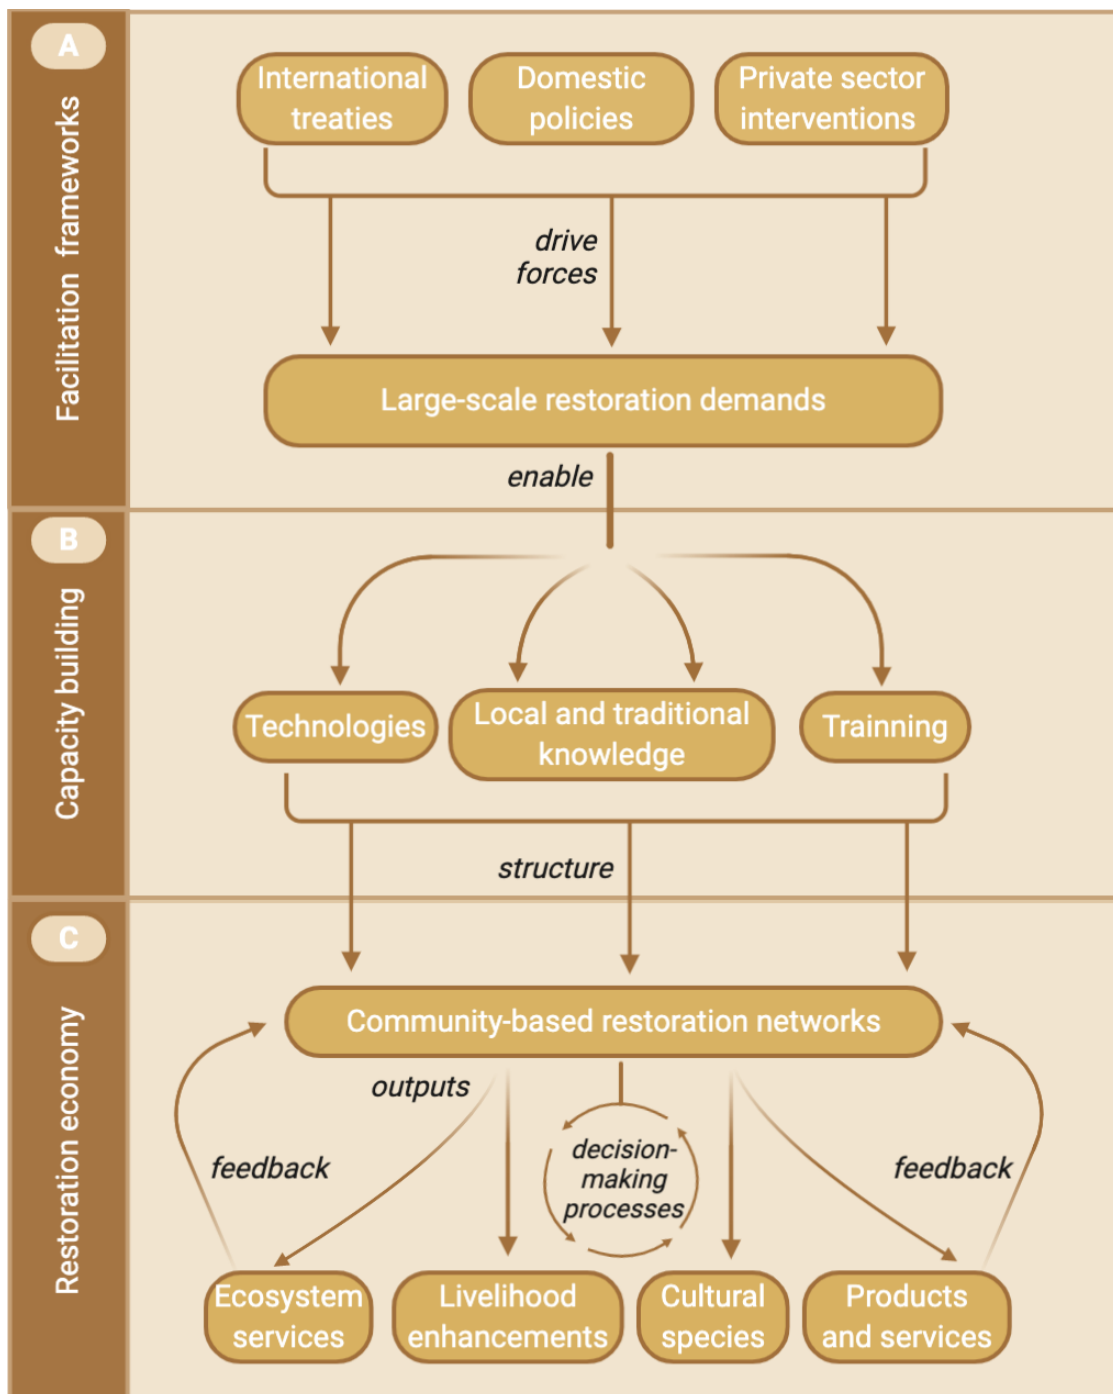 A
Facilitation frameworks
International
treaties
Domestic
policies
Private sector
interventions
drive
forces
Large-scale restoration demands
enable
B
Capacity building
Technologies
Local and traditional
knowledge
Trainning
structure
C
Restoration economy
Community-based restoration networks
outputs
feedback
decision-
making
processes
feedback
Ecosystem
services
Livelihood
enhancements
Cultural
species
Products
and services